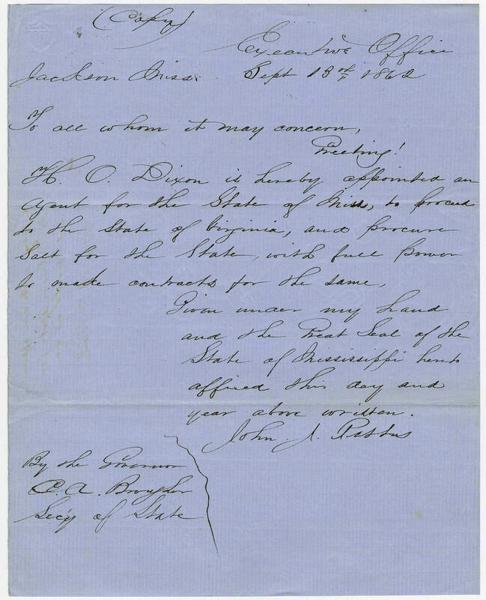 (Copy)
Executive Office
Jackson Miss. Sept 13th 1862
To all whom it may concern,
Greeting!
H. O. Dixon is hereby appointed an
Agent for the State of Miss, to proceed
to the State of Virginia, and procure
Salt for the State, with full power
to made contracts for the same,
Given under my hand
and the Great Seal of the
State of Mississippi hereto
affixed this day and
year above written.
John J. Pettus
By the Governor
C. A. Brougher
Secy of State